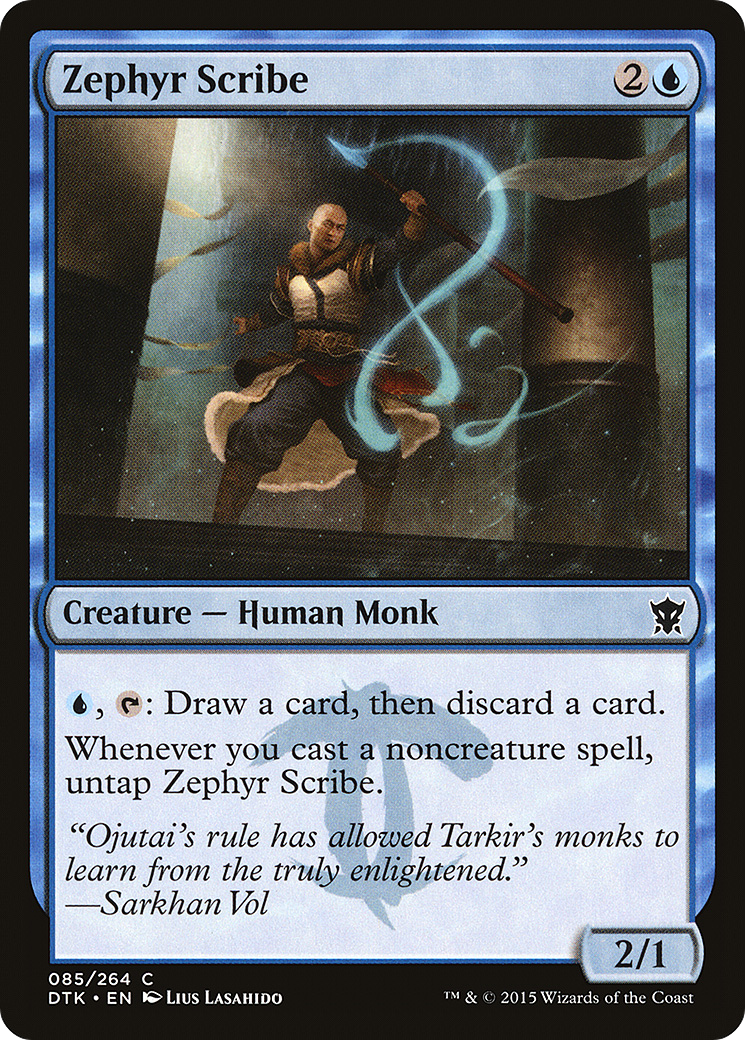 Zephyr Scribe 2
Creature — Human Monk
, : Draw a card, then discard a card.
Whenever you cast a noncreature spell,
untap Zephyr Scribe.
“Ojutai’s rule has allowed Tarkir’s monks to
learn from the truly enlightened.”
—Sarkhan Vol
2/1
085/264 C
DTK • EN Lius Lasahido
™ & © 2015 Wizards of the Coast